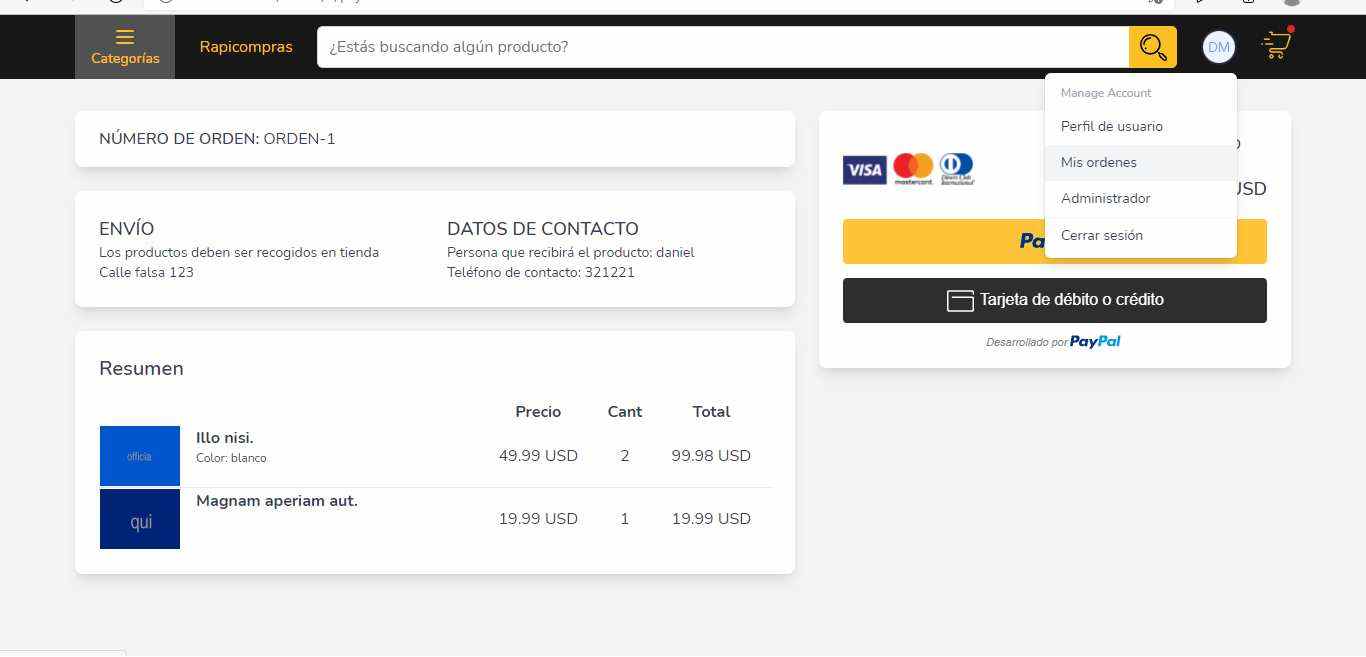 Categorías
Rapicompras
¿Estás buscando algún producto?
DM
Manage Account
Perfil de usuario
Mis ordenes
Administrador
Cerrar sesión
NÚMERO DE ORDEN: ORDEN-1
ENVÍO
Los productos deben ser recogidos en tienda
Calle falsa 123
DATOS DE CONTACTO
Persona que recibirá el producto: daniel
Teléfono de contacto: 321221
Resumen
Precio Cant Total
officia
Illo nisi.
Color: blanco
49.99 USD 2 99.98 USD
qui
Magnam aperiam aut.
19.99 USD 1 19.99 USD
VISA
mastercard
Diners Club
International
USD
Tarjeta de débito o crédito
Desarrollado por PayPal